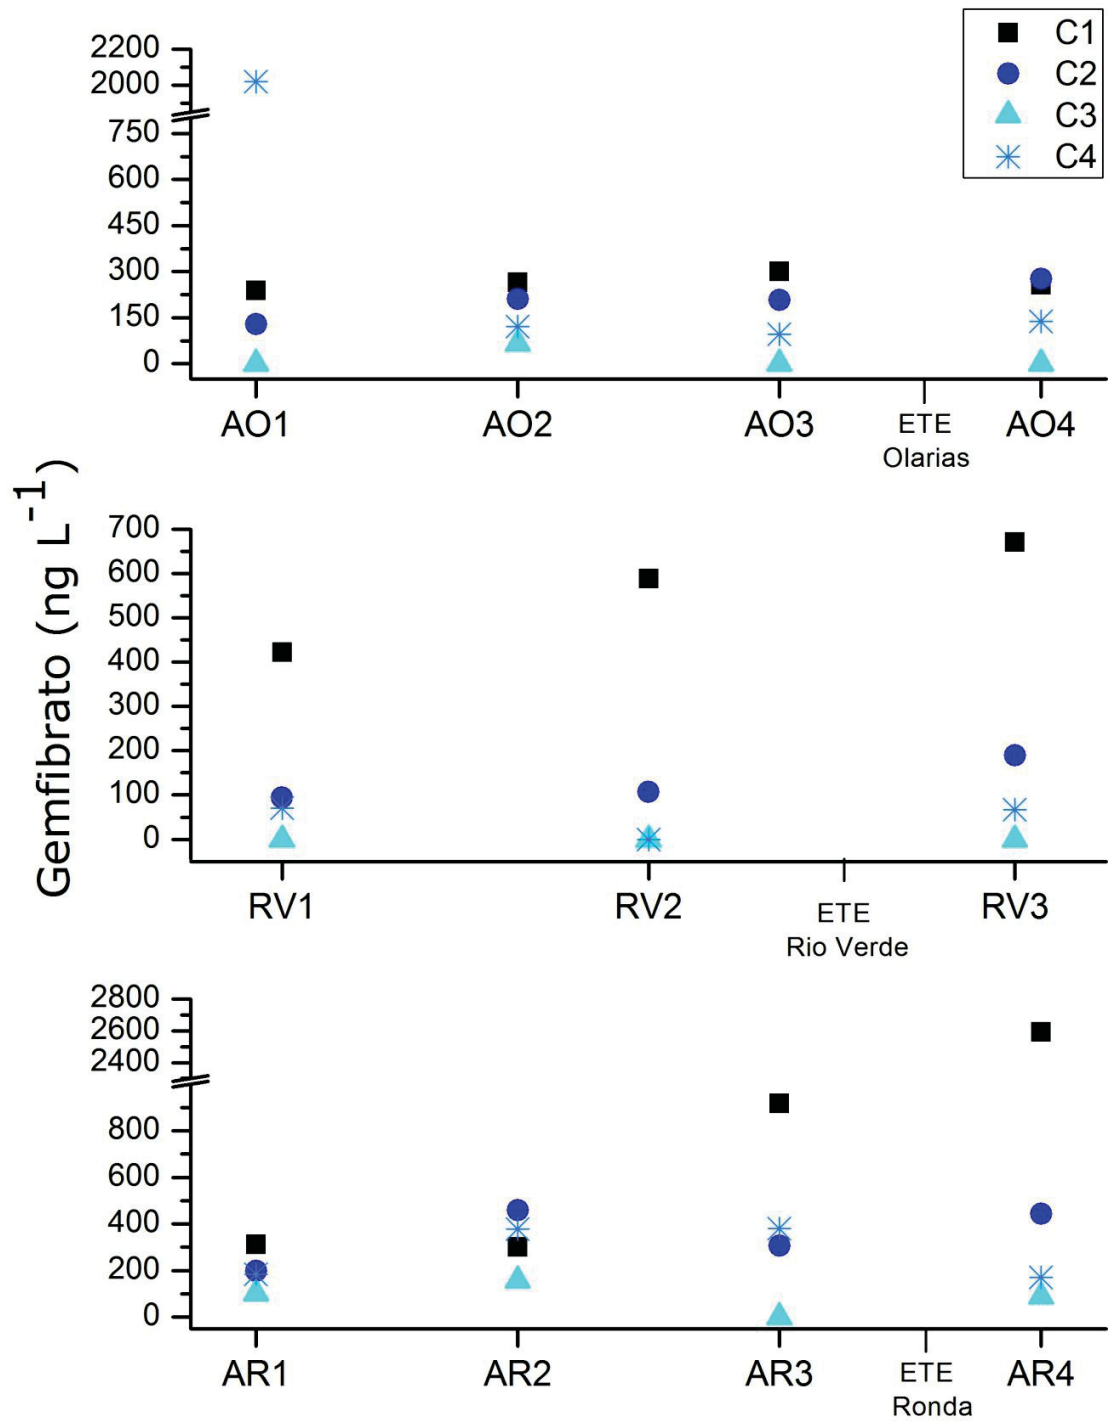 C1
C2
C3
C4
Gemfibrato (ng L-1)
2200
2000
750
600
450
300
150
0
AO1 AO2 AO3 AO4
ETE
Olarias
700
600
500
400
300
200
100
0
RV1 RV2 RV3
ETE
Rio Verde
2800
2600
2400
800
600
400
200
0
AR1 AR2 AR3 AR4
ETE
Ronda